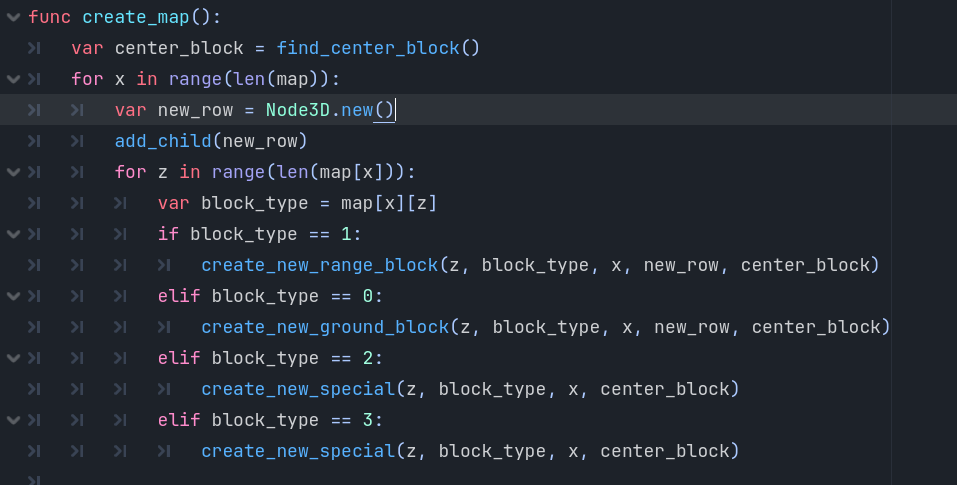 func create_map():
var center_block = find_center_block()
for x in range(len(map)):
var new_row = Node3D.new()
add_child(new_row)
for z in range(len(map[x])):
var block_type = map[x][z]
if block_type == 1:
create_new_range_block(z, block_type, x, new_row, center_block)
elif block_type == 0:
create_new_ground_block(z, block_type, x, new_row, center_block)
elif block_type == 2:
create_new_special(z, block_type, x, center_block)
elif block_type == 3:
create_new_special(z, block_type, x, center_block)